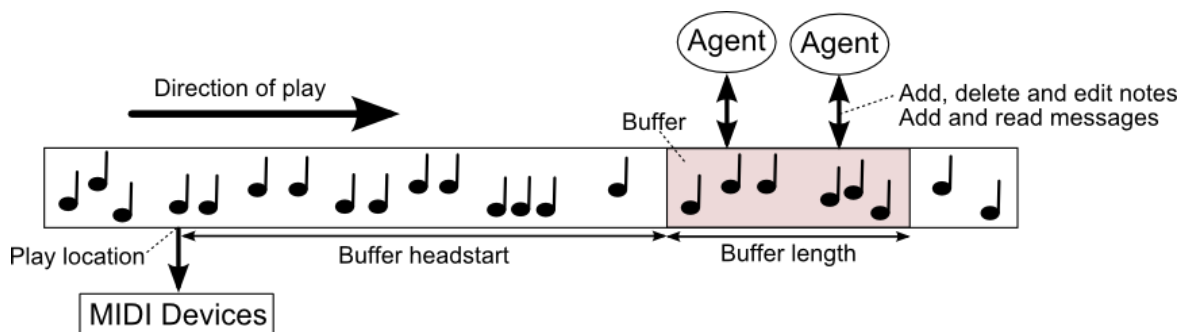 Agent
Agent
Direction of play
Add, delete and edit notes
Add and read messages
Buffer
Play location
Buffer headstart
Buffer length
MIDI Devices